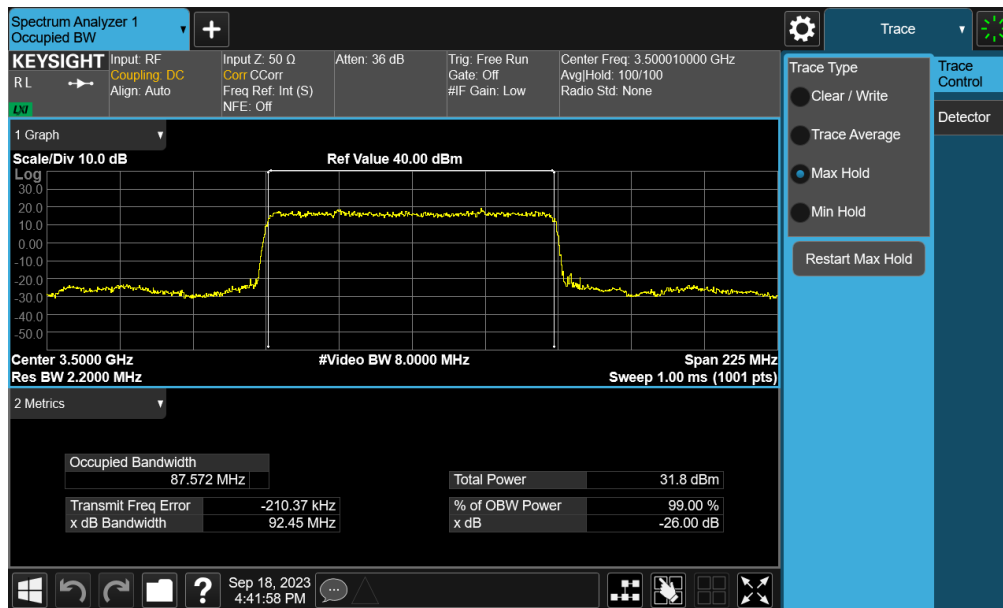 Spectrum Analyzer 1
Occupied BW
+
Trace
KEYSIGHT
R L
LXI
Input: RF
Coupling: DC
Align: Auto
Input Z: 50 Ω
Corr CCorr
Freq Ref: Int (S)
NFE: Off
Atten: 36 dB
Trig: Free Run
Gate: Off
#IF Gain: Low
Center Freq: 3.500010000 GHz
Avg|Hold: 100/100
Radio Std: None
Trace Type
Clear / Write
Trace Average
Max Hold
Min Hold
Restart Max Hold
Trace
Control
Detector
1 Graph
Scale/Div 10.0 dB
Ref Value 40.00 dBm
Log
30.0
20.0
10.0
0.00
-10.0
-20.0
-30.0
-40.0
-50.0
Center 3.5000 GHz
#Video BW 8.0000 MHz
Span 225 MHz
Res BW 2.2000 MHz
Sweep 1.00 ms (1001 pts)
2 Metrics
Occupied Bandwidth
87.572 MHz
Total Power 31.8 dBm
Transmit Freq Error -210.37 kHz
% of OBW Power 99.00 %
x dB Bandwidth 92.45 MHz
x dB -26.00 dB
?
Sep 18, 2023
4:41:58 PM